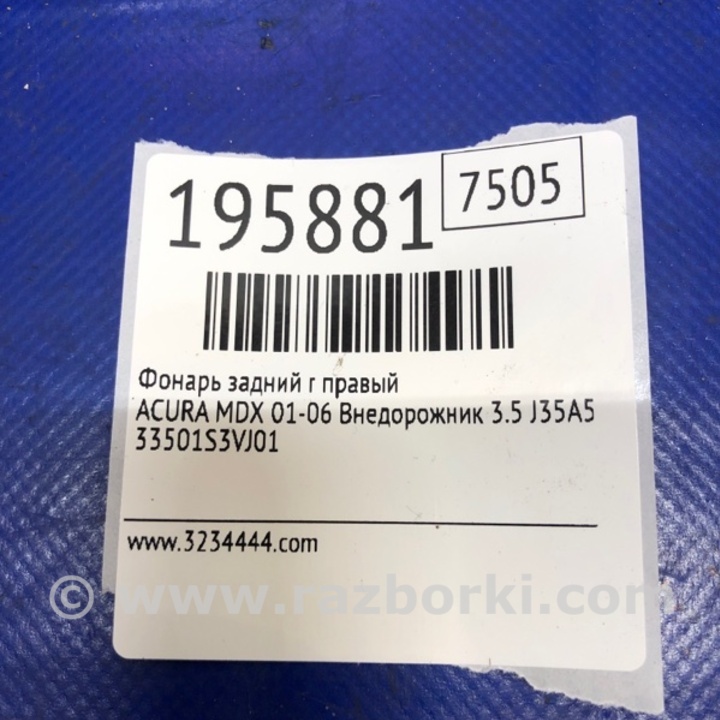 195881 7505
Фонарь задний r правый
ACURA MDX 01-06 Внедорожник 3.5 J35A5
33501S3VJ01
www.3234444.com
© www.razborki.com